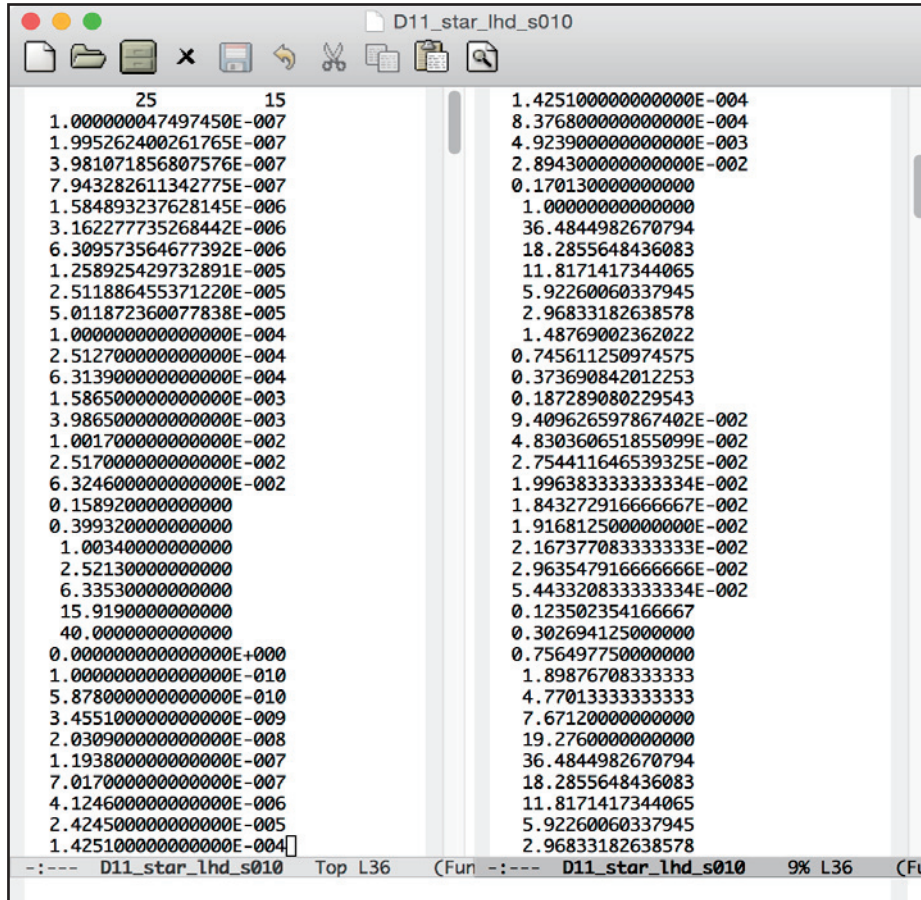 D11_star_lhd_s010
25 15
1.000000047497450E-007
1.995262400261765E-007
3.981071856807576E-007
7.943282611342775E-007
1.584893237628145E-006
3.162277735268442E-006
6.309573564677392E-006
1.258925429732891E-005
2.511886455371220E-005
5.011872360077838E-005
1.000000000000000E-004
2.512700000000000E-004
6.313900000000000E-004
1.586500000000000E-003
3.986500000000000E-003
1.001700000000000E-002
2.517000000000000E-002
6.324600000000000E-002
0.158920000000000
0.399320000000000
1.00340000000000
2.52130000000000
6.33530000000000
15.9190000000000
40.0000000000000
0.000000000000000E+000
1.000000000000000E-010
5.878000000000000E-010
3.455100000000000E-009
2.030900000000000E-008
1.193800000000000E-007
7.017000000000000E-007
4.124600000000000E-006
2.424500000000000E-005
1.425100000000000E-004
-:--- D11_star_lhd_s010 Top L36 (Fun
1.425100000000000E-004
8.376800000000000E-004
4.923900000000000E-003
2.894300000000000E-002
0.170130000000000
1.00000000000000
36.4844982670794
18.2855648436083
11.8171417344065
5.92260060337945
2.96833182638578
1.48769002362022
0.745611250974575
0.373690842012253
0.187289080229543
9.409626597867402E-002
4.830360651855099E-002
2.754411646539325E-002
1.996383333333334E-002
1.843272916666667E-002
1.916812500000000E-002
2.167377083333333E-002
2.963547916666666E-002
5.443320833333334E-002
0.123502354166667
0.302694125000000
0.756497750000000
1.89876708333333
4.77013333333333
7.67120000000000
19.2760000000000
36.4844982670794
18.2855648436083
11.8171417344065
5.92260060337945
2.96833182638578
-:--- D11_star_lhd_s010 9% L36 (Fu